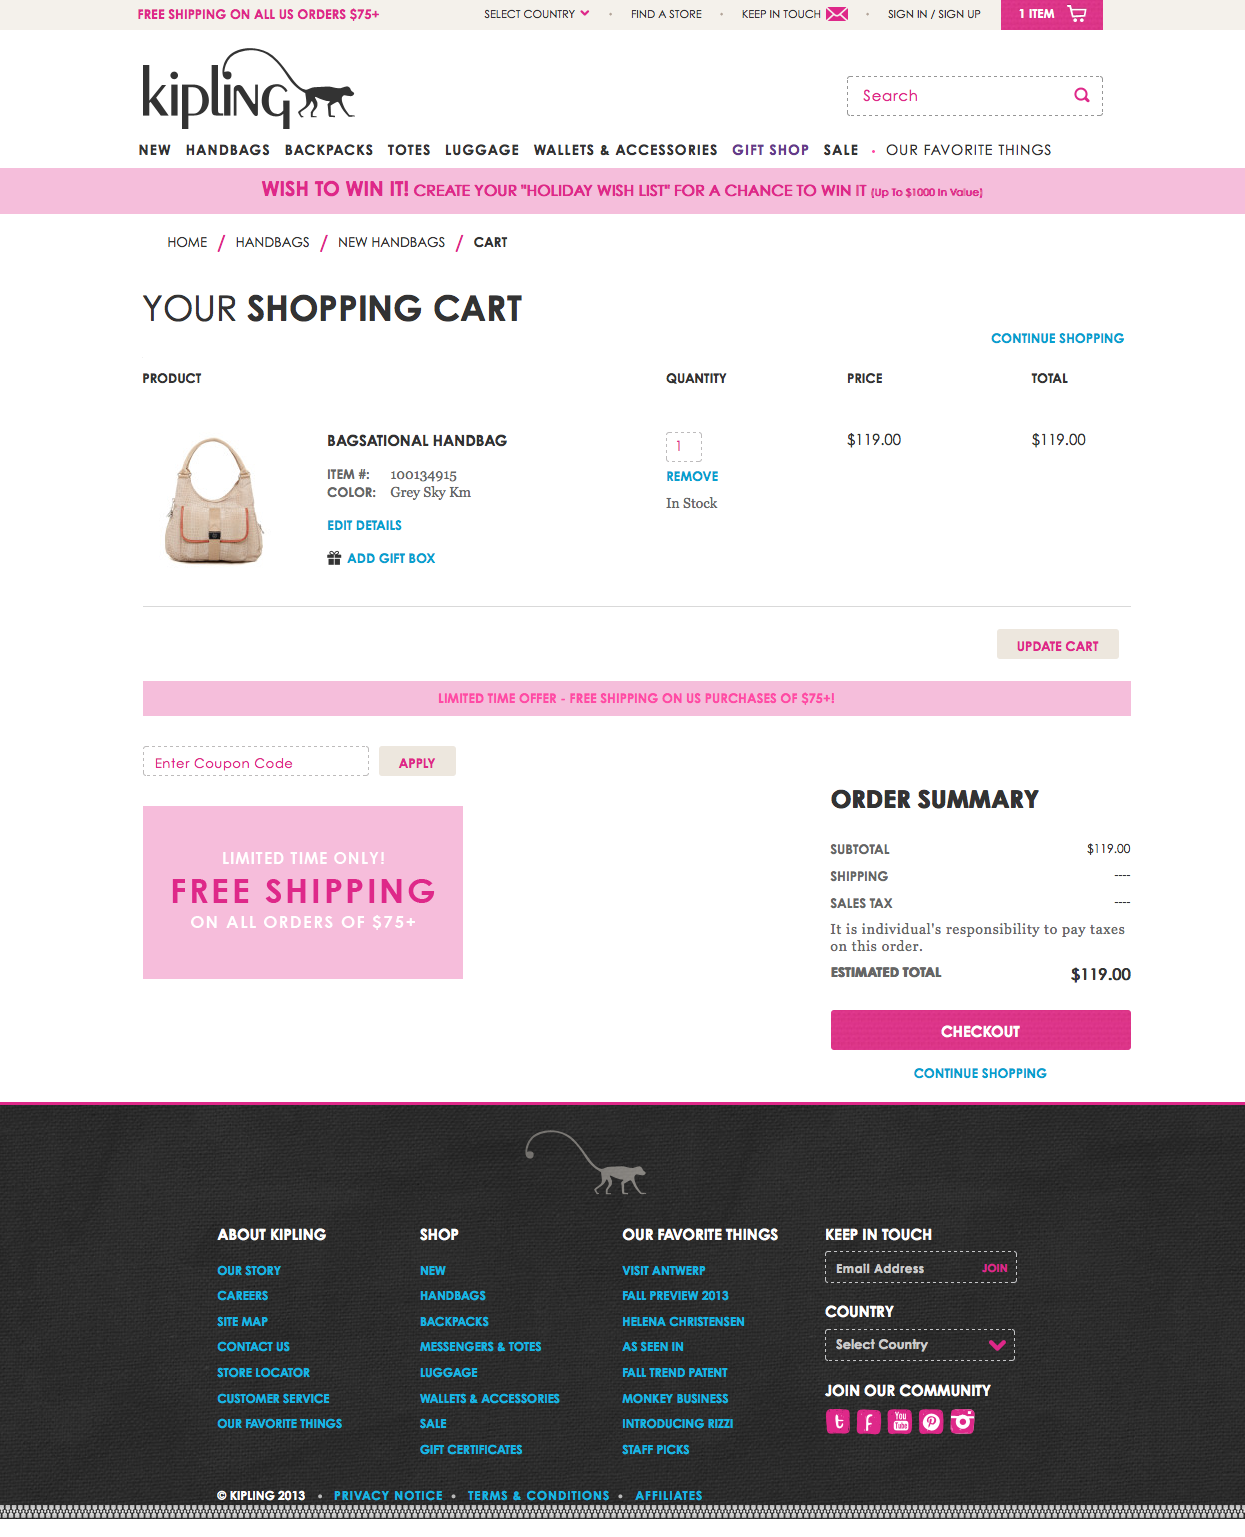 FREE SHIPPING ON ALL US ORDERS $75+
SELECT COUNTRY • FIND A STORE • KEEP IN TOUCH • SIGN IN / SIGN UP
1 ITEM
kipling
Search
NEW HANDBAGS BACKPACKS TOTES LUGGAGE WALLETS & ACCESSORIES GIFT SHOP SALE • OUR FAVORITE THINGS
WISH TO WIN IT! CREATE YOUR "HOLIDAY WISH LIST" FOR A CHANCE TO WIN IT (Up To $1000 In Value)
HOME / HANDBAGS / NEW HANDBAGS / CART
YOUR SHOPPING CART
CONTINUE SHOPPING
PRODUCT QUANTITY PRICE TOTAL
BAGSATIONAL HANDBAG
ITEM #: 100134915
COLOR: Grey Sky Km
EDIT DETAILS
ADD GIFT BOX
1
REMOVE
In Stock
$119.00
$119.00
UPDATE CART
LIMITED TIME OFFER - FREE SHIPPING ON US PURCHASES OF $75+!
Enter Coupon Code
APPLY
LIMITED TIME ONLY!
FREE SHIPPING
ON ALL ORDERS OF $75+
ORDER SUMMARY
SUBTOTAL $119.00
SHIPPING ----
SALES TAX ----
It is individual's responsibility to pay taxes
on this order.
ESTIMATED TOTAL $119.00
CHECKOUT
CONTINUE SHOPPING
ABOUT KIPLING
OUR STORY
CAREERS
SITE MAP
CONTACT US
STORE LOCATOR
CUSTOMER SERVICE
OUR FAVORITE THINGS
SHOP
NEW
HANDBAGS
BACKPACKS
MESSENGERS & TOTES
LUGGAGE
WALLETS & ACCESSORIES
SALE
GIFT CERTIFICATES
OUR FAVORITE THINGS
VISIT ANTWERP
FALL PREVIEW 2013
HELENA CHRISTENSEN
AS SEEN IN
FALL TREND PATENT
MONKEY BUSINESS
INTRODUCING RIZZI
STAFF PICKS
KEEP IN TOUCH
Email Address JOIN
COUNTRY
Select Country
JOIN OUR COMMUNITY
t f You Tube P
© KIPLING 2013 • PRIVACY NOTICE • TERMS & CONDITIONS • AFFILIATES